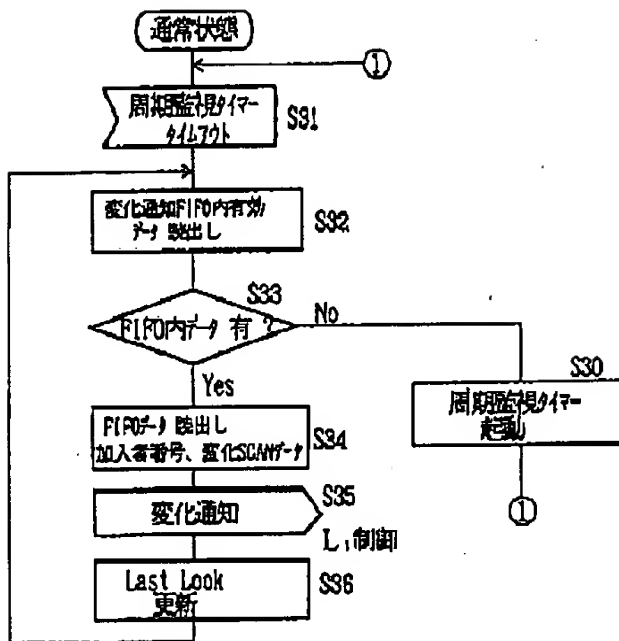 通常状態
①
周期監視タイマー
タイムアウト
S31
変化通知FIFO内有効
データ 読出し
S32
S33
FIFO内データ 有 ?
No
Yes
S30
周期監視タイマー
起動
①
FIFOデータ 読出し
加入者番号、変化SCANデータ
S34
S35
変化通知
L,制御
Last Look
更新
S36